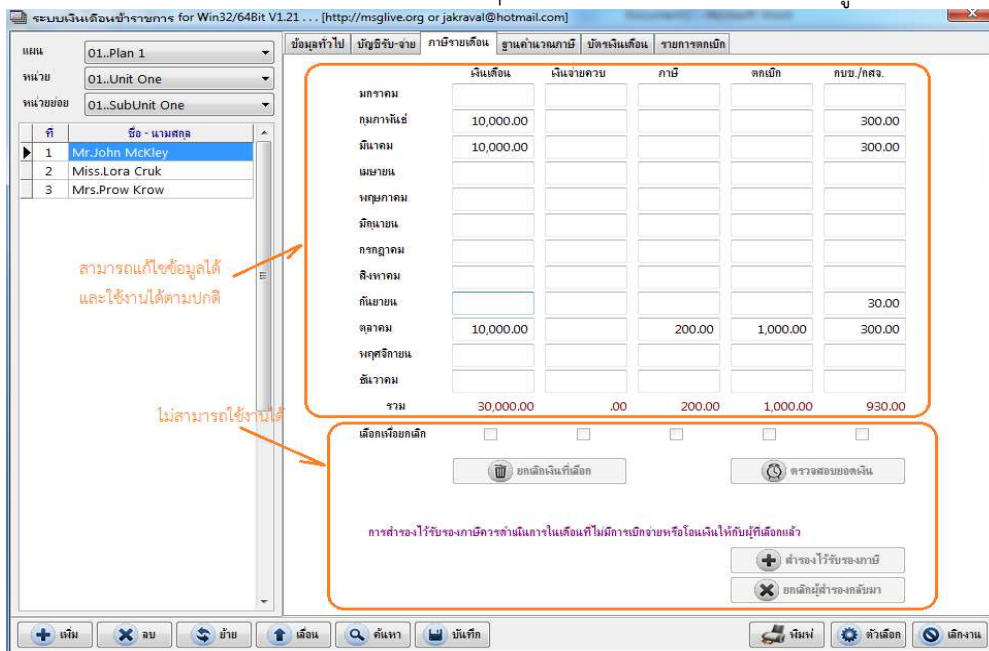 ระบบเงินเดือนข้าราชการ for Win32/64Bit V1.21 . . . [http://msglive.org or jakraval@hotmail.com]
แผน 01..Plan 1
หน่วย 01..Unit One
หน่วยย่อย 01..SubUnit One
ที่ ชื่อ - นามสกุล
1 Mr.John McKley
2 Miss.Lora Cruk
3 Mrs.Prow Krow
สามารถแก้ไขข้อมูลได้
และใช้งานได้ตามปกติ
ไม่สามารถใช้งานได้
ข้อมูลทั่วไป บัญชีรับ-จ่าย ภาษีรายเดือน ฐานคำนวณภาษี บัตรเงินเดือน รายการตกเบิก
เงินเดือน เงินจ่ายควบ ภาษี ตกเบิก กบข./กสจ.
มกราคม
กุมภาพันธ์ 10,000.00 300.00
มีนาคม 10,000.00 300.00
เมษายน
พฤษภาคม
มิถุนายน
กรกฎาคม
สิงหาคม
กันยายน 30.00
ตุลาคม 10,000.00 200.00 1,000.00 300.00
พฤศจิกายน
ธันวาคม
รวม 30,000.00 .00 200.00 1,000.00 930.00
เลือกเพื่อยกเลิก
ยกเลิกเงินที่เลือก ตรวจสอบยอดเงิน
การสำรองไว้รับรองภาษีควรดำเนินการในเดือนที่ไม่มีการเบิกจ่ายหรือโอนเงินให้กับผู้ที่เลือกแล้ว
สำรองไว้รับรองภาษี
ยกเลิกผู้สำรองกลับมา
เพิ่ม ลบ ย้าย เลื่อน ค้นหา บันทึก พิมพ์ ตัวเลือก เลิกงาน